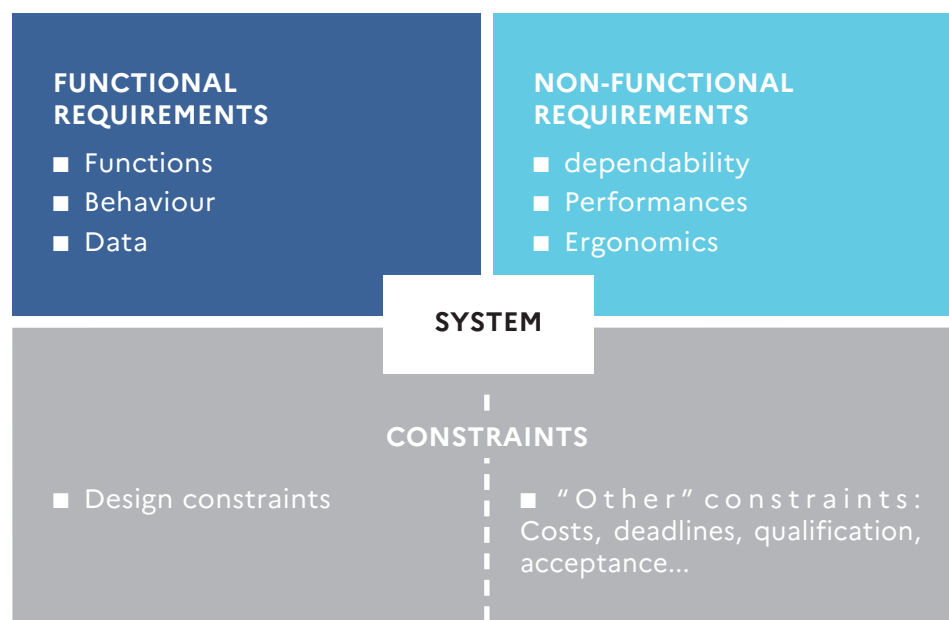 FUNCTIONAL
REQUIREMENTS
■ Functions
■ Behaviour
■ Data
NON-FUNCTIONAL
REQUIREMENTS
■ dependability
■ Performances
■ Ergonomics
SYSTEM
CONSTRAINTS
■ Design constraints
■ “Other” constraints:
Costs, deadlines, qualification,
acceptance...